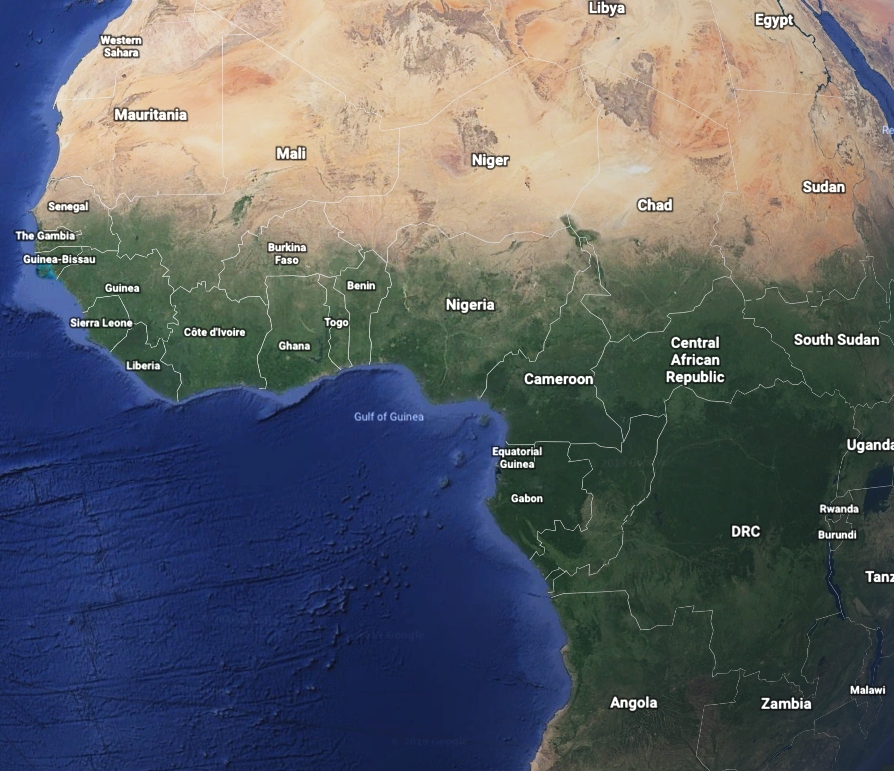 Libya
Egypt
Western
Sahara
Mauritania
Mali
Niger
Chad
Sudan
Senegal
The Gambia
Guinea-Bissau
Burkina
Faso
Guinea
Benin
Nigeria
Sierra Leone
Côte d'Ivoire
Togo
Ghana
Liberia
Cameroon
Central
African
Republic
South Sudan
Gulf of Guinea
Equatorial
Guinea
Uganda
Gabon
Rwanda
DRC
Burundi
Tanz
Angola
Zambia
Malawi
Re